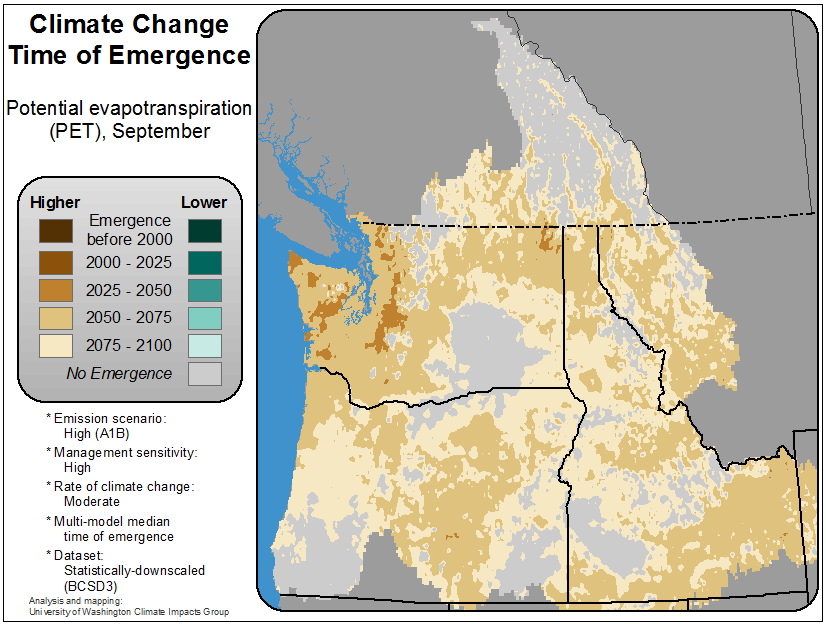 Climate Change
Time of Emergence
Potential evapotranspiration
(PET), September
Higher Lower
Emergence
before 2000
2000 - 2025
2025 - 2050
2050 - 2075
2075 - 2100
No Emergence
* Emission scenario:
High (A1B)
* Management sensitivity:
High
* Rate of climate change:
Moderate
* Multi-model median
time of emergence
* Dataset:
Statistically-downscaled
(BCSD3)
Analysis and mapping:
University of Washington Climate Impacts Group